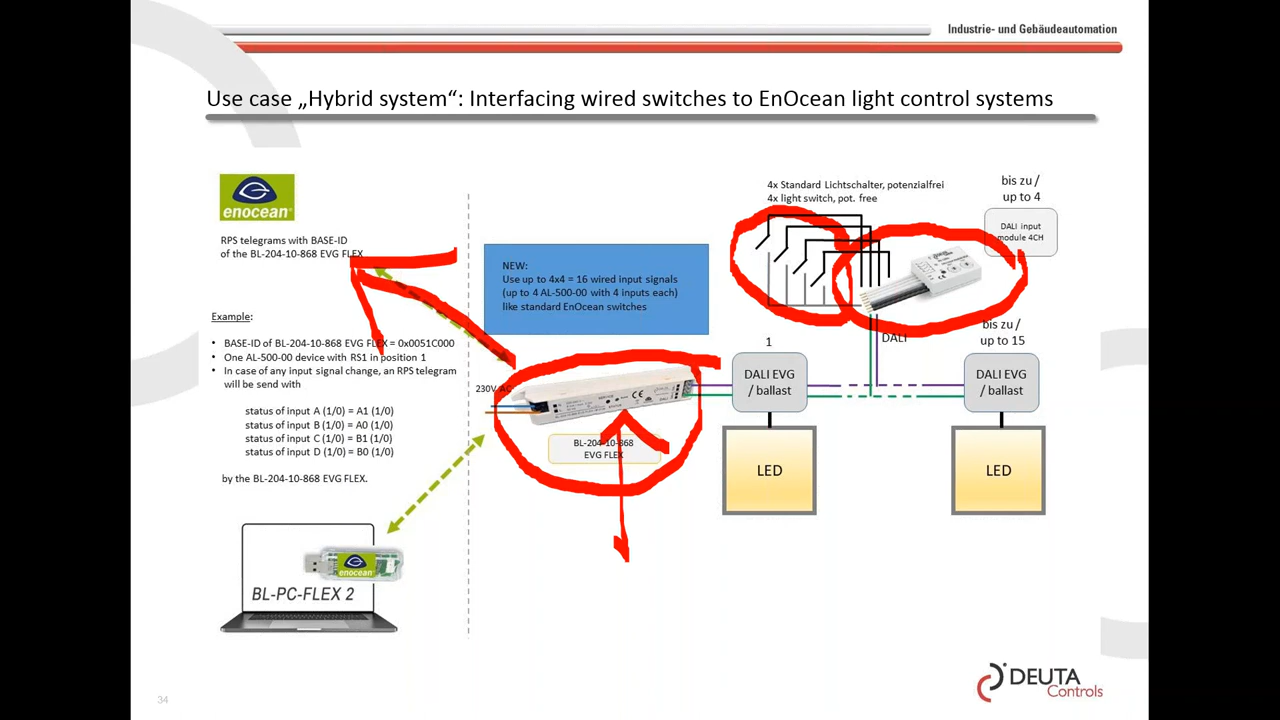 Industrie- und Gebäudeautomation
Use case „Hybrid system“: Interfacing wired switches to EnOcean light control systems
enocean®
RPS telegrams with BASE-ID
of the BL-204-10-868 EVG FLEX
Example:
• BASE-ID of BL-204-10-868 EVG FLEX = 0x0051C000
• One AL-500-00 device with RS1 in position 1
• In case of any input signal change, an RPS telegram
will be send with
status of input A (1/0) = A1 (1/0)
status of input B (1/0) = A0 (1/0)
status of input C (1/0) = B1 (1/0)
status of input D (1/0) = B0 (1/0)
by the BL-204-10-868 EVG FLEX.
enocean
BL-PC-FLEX 2
NEW:
Use up to 4x4 = 16 wired input signals
(up to 4 AL-500-00 with 4 inputs each)
like standard EnOcean switches
230V AC
BL-204-10-868
EVG FLEX
4x Standard Lichtschalter, potenzialfrei
4x light switch, pot. free
bis zu /
up to 4
DALI input
module 4CH
DALI
1
DALI EVG
/ ballast
LED
bis zu /
up to 15
DALI EVG
/ ballast
LED
34
DEUTA
Controls